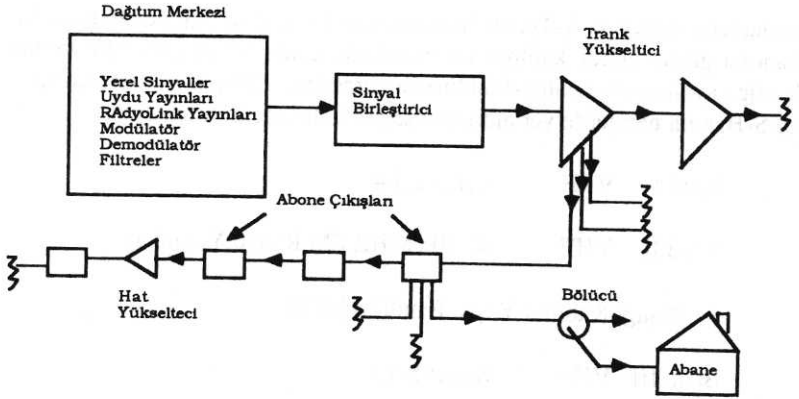 Dağıtım Merkezi
Trank
Yükseltici
Yerel Sinyaller
Uydu Yayınları
RAdyoLink Yayınları
Modülatör
Demodülatör
Filtreler
Sinyal
Birleştirici
Abone Çıkışları
Hat
Yükselteci
Bölücü
Abane